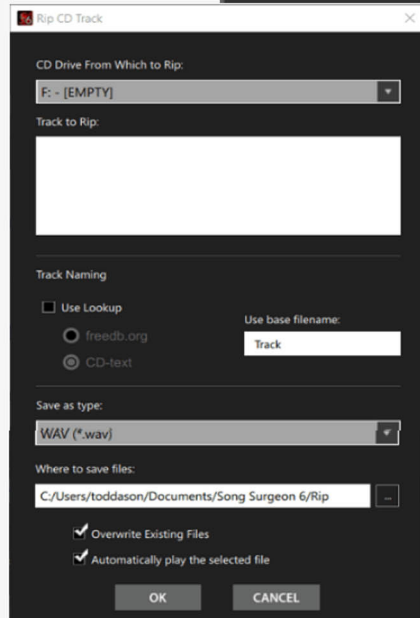 Rip CD Track
CD Drive From Which to Rip:
F: - [EMPTY]
Track to Rip:
Track Naming
Use Lookup
freedb.org
CD-text
Use base filename:
Track
Save as type:
WAV (*.wav)
Where to save files:
C:/Users/toddason/Documents/Song Surgeon 6/Rip
...
Overwrite Existing Files
Automatically play the selected file
OK CANCEL